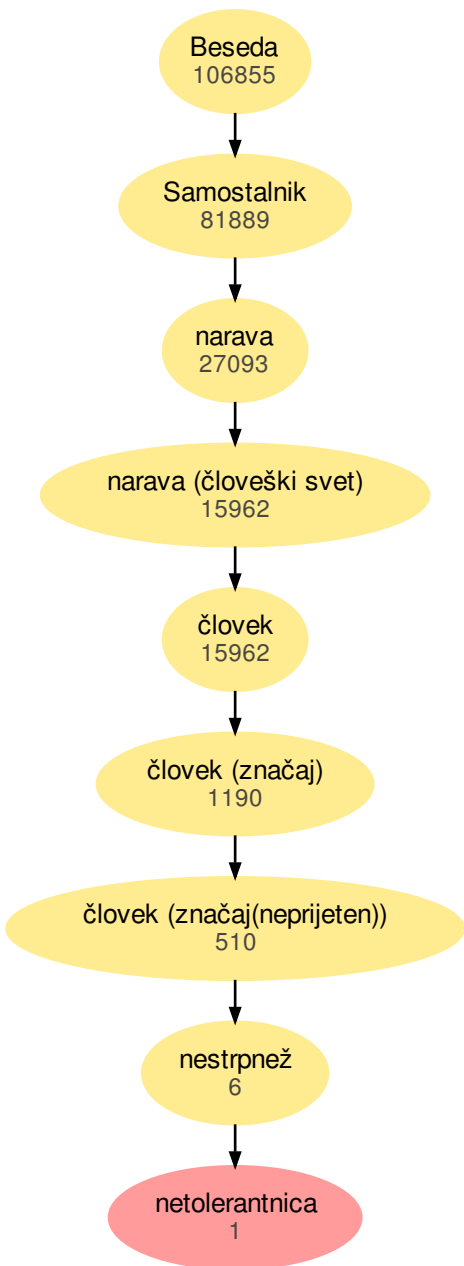 Beseda
106855
Samostalnik
81889
narava
27093
narava (človeški svet)
15962
človek
15962
človek (značaj)
1190
človek (značaj(neprijeten))
510
nestrpnež
6
netolerantnica
1